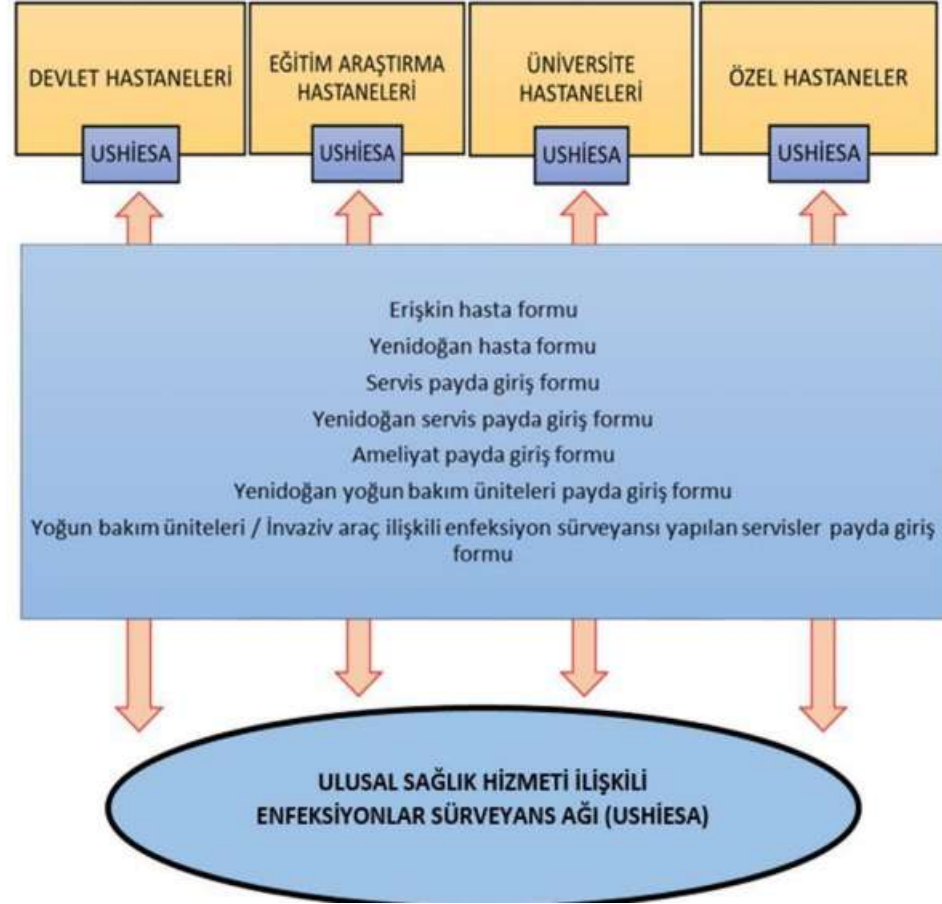 DEVLET HASTANELERİ
EĞİTİM ARAŞTIRMA
HASTANELERİ
ÜNİVERSİTE
HASTANELERİ
ÖZEL HASTANELER
USHİESA
USHİESA
USHİESA
USHİESA
Erişkin hasta formu
Yenidoğan hasta formu
Servis payda giriş formu
Yenidoğan servis payda giriş formu
Ameliyat payda giriş formu
Yenidoğan yoğun bakım üniteleri payda giriş formu
Yoğun bakım üniteleri / İnvaziv araç ilişkili enfeksiyon sürveyansı yapılan servisler payda giriş
formu
ULUSAL SAĞLIK HİZMETİ İLİŞKİLİ
ENFEKSİYONLAR SÜRVEYANS AĞI (USHİESA)